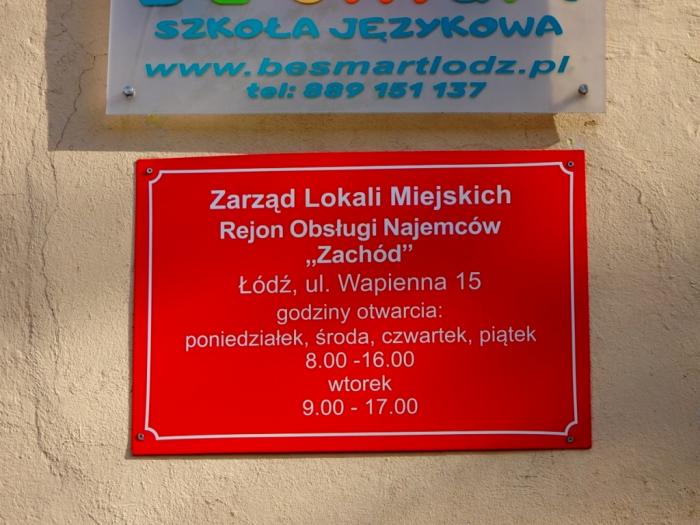 SZKOŁA JĘZYKOWA
www.besmartlodz.pl
tel: 889 151 137
Zarząd Lokali Miejskich
Rejon Obsługi Najemców
„Zachód”
Łódź, ul. Wapienna 15
godziny otwarcia:
poniedziałek, środa, czwartek, piątek
8.00 -16.00
wtorek
9.00 - 17.00